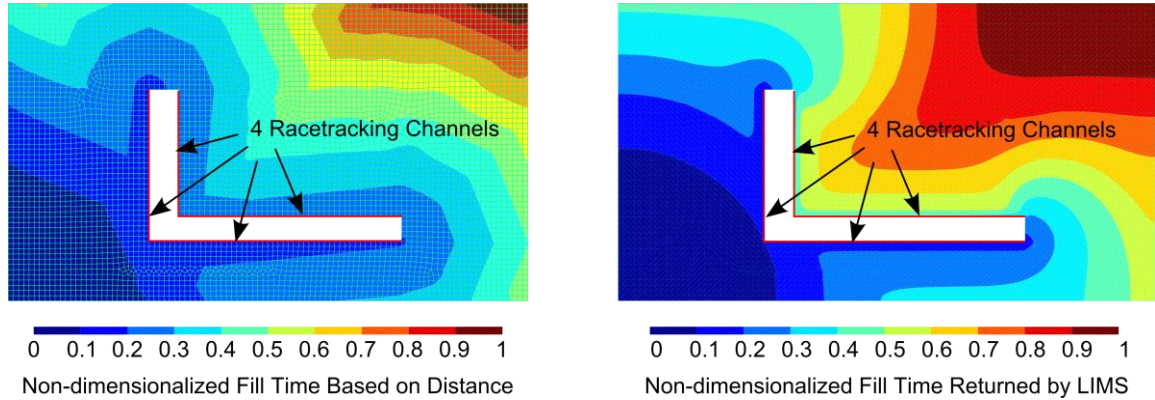 4 Racetracking Channels
0 0.1 0.2 0.3 0.4 0.5 0.6 0.7 0.8 0.9 1
Non-dimensionalized Fill Time Based on Distance
4 Racetracking Channels
0 0.1 0.2 0.3 0.4 0.5 0.6 0.7 0.8 0.9 1
Non-dimensionalized Fill Time Returned by LIMS